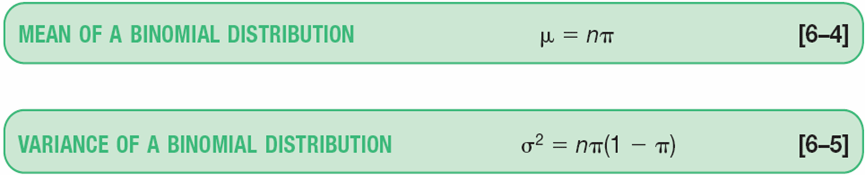 MEAN OF A BINOMIAL DISTRIBUTION μ = nπ [6–4]
VARIANCE OF A BINOMIAL DISTRIBUTION σ² = nπ(1 − π) [6–5]